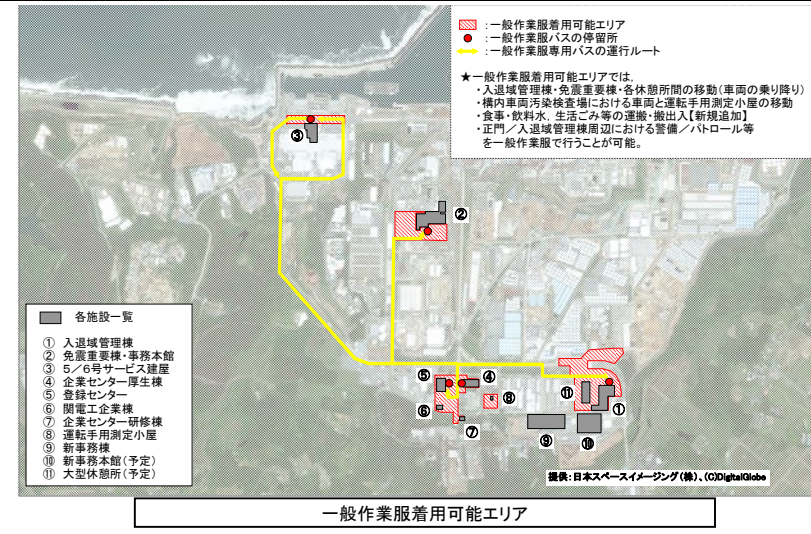 ：一般作業服着用可能エリア
：一般作業服バスの停留所
：一般作業服専用バスの運行ルート
★一般作業服着用可能エリアでは，
・入退域管理棟・免震重要棟・各休憩所間の移動（車両の乗り降り）
・構内車両汚染検査場における車両と運転手用測定小屋の移動
・食事・飲料水，生活ごみ等の運搬・搬出入【新規追加】
・正門／入退域管理棟周辺における警備／パトロール等
を一般作業服で行うことが可能。
③
②
⑤
④
⑥
⑦
⑧
⑪
①
⑨
⑩
各施設一覧
① 入退域管理棟
② 免震重要棟・事務本館
③ ５／６号サービス建屋
④ 企業センター厚生棟
⑤ 登録センター
⑥ 関電工企業棟
⑦ 企業センター研修棟
⑧ 運転手用測定小屋
⑨ 新事務棟
⑩ 新事務本館（予定）
⑪ 大型休憩所（予定）
提供：日本スペースイメージング（株）、(C)DigitalGlobe
一般作業服着用可能エリア